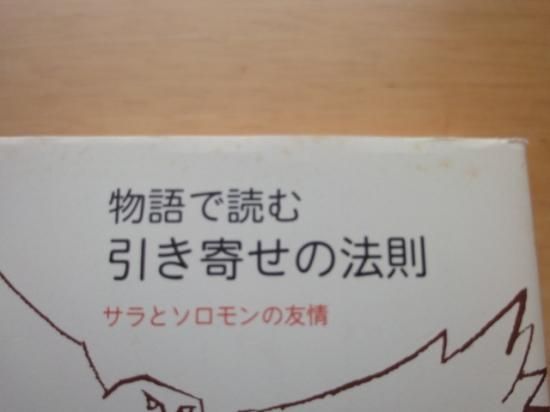 物語で読む
引き寄せの法則
サラとソロモンの友情